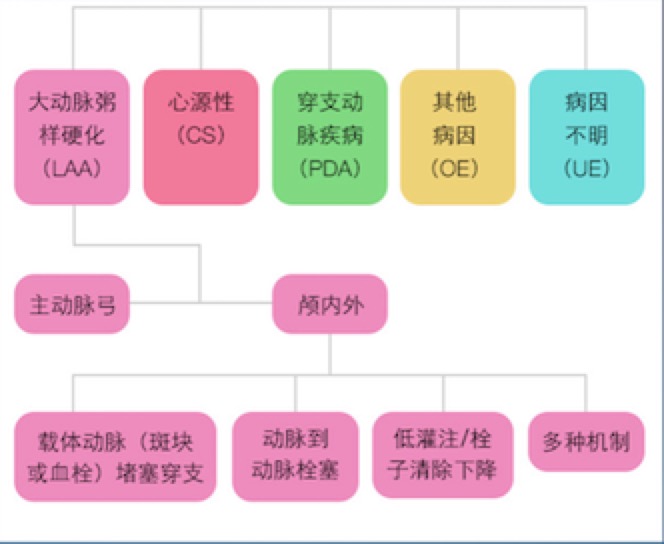 大动脉粥
样硬化
（LAA）
心源性
（CS）
穿支动
脉疾病
（PDA）
其他
病因
（OE）
病因
不明
（UE）
主动脉弓
颅内外
载体动脉（斑块
或血栓）堵塞穿支
动脉到
动脉栓塞
低灌注/栓
子清除下降
多种机制